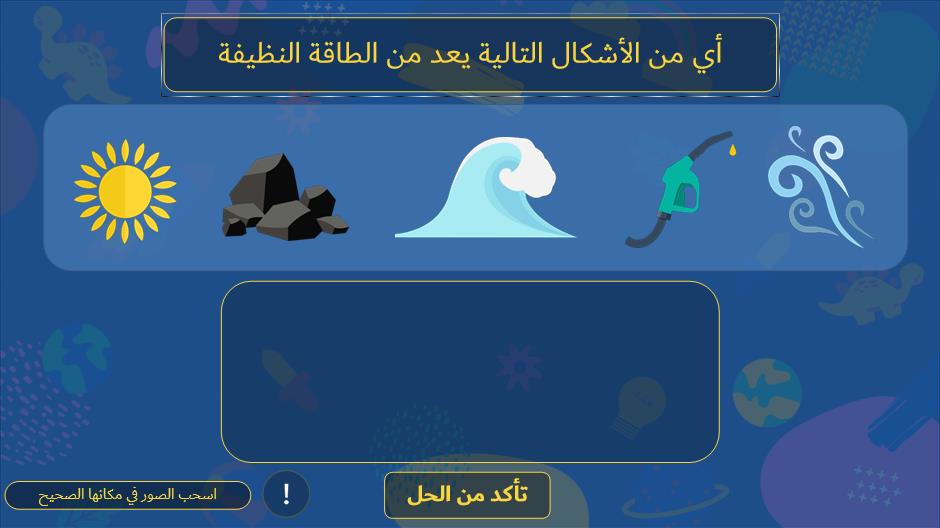 أي من الأشكال التالية يعد من الطاقة النظيفة
تأكد من الحل
!
اسحب الصور في مكانها الصحيح